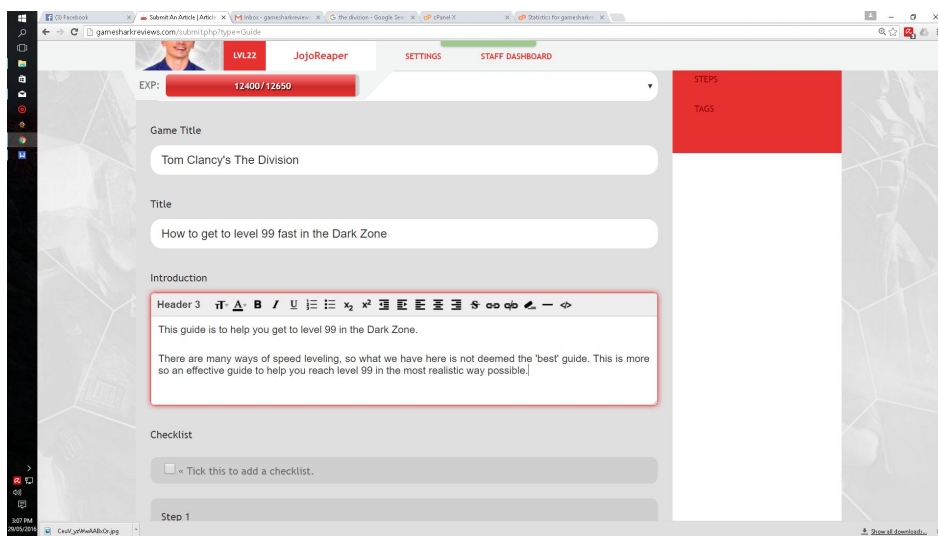 (3) Facebook
Submit An Article | Article
Inbox - gamesharkreviews
the division - Google Sea
cPanel X
Statistics for gamesharkre
gamesharkreviews.com/submit.php?type=Guide
LVL22
JojoReaper
SETTINGS
STAFF DASHBOARD
EXP:
12400/12650
STEPS
TAGS
Game Title
Tom Clancy's The Division
Title
How to get to level 99 fast in the Dark Zone
Introduction
Header 3
This guide is to help you get to level 99 in the Dark Zone.
There are many ways of speed leveling, so what we have here is not deemed the 'best' guide. This is more
so an effective guide to help you reach level 99 in the most realistic way possible.
Checklist
« Tick this to add a checklist.
Step 1
3:07 PM
29/05/2016
Show all downloads...